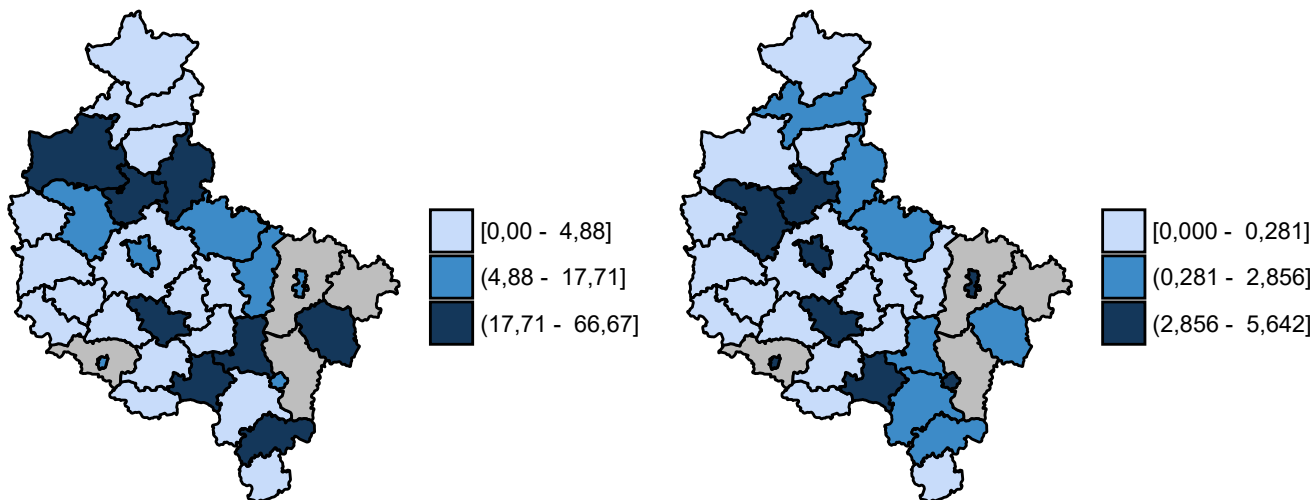 [0,00 - 4,88]
(4,88 - 17,71]
(17,71 - 66,67]
[0,000 - 0,281]
(0,281 - 2,856]
(2,856 - 5,642]